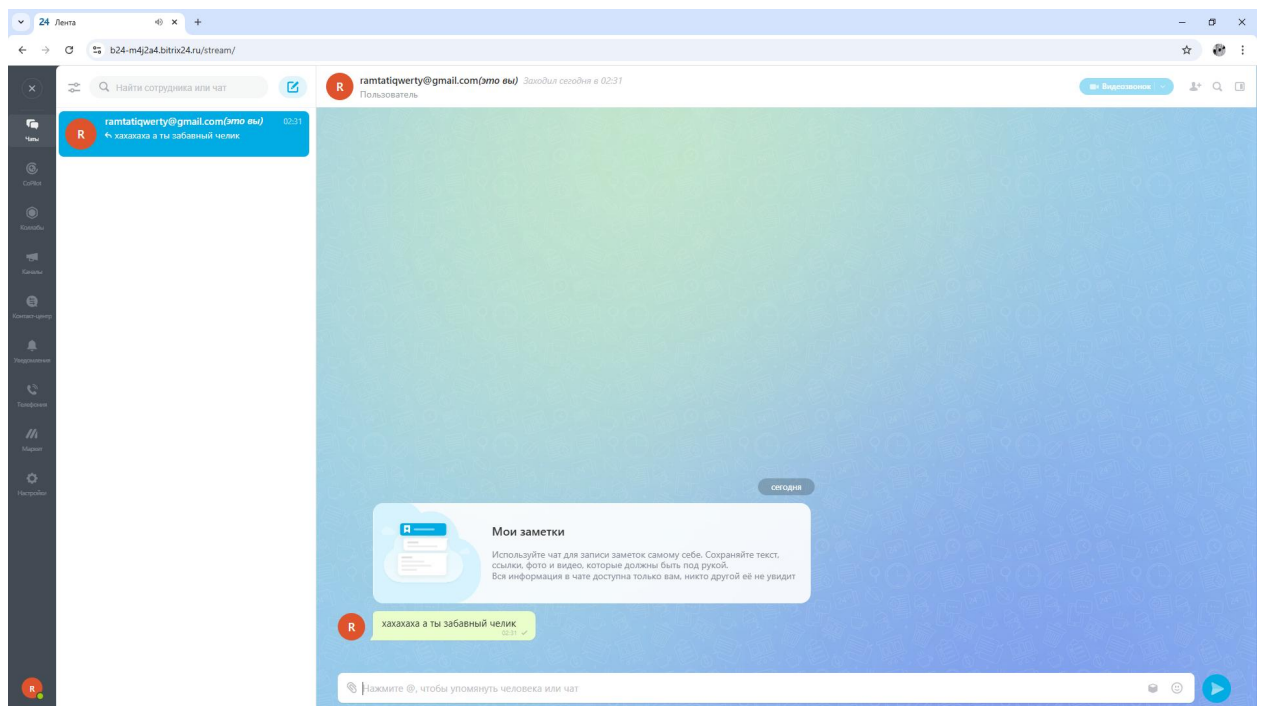 24 Лента
b24-m4j2a4.bitrix24.ru/stream/
Найти сотрудника или чат
ramtatiqwerty@gmail.com(это вы) Заходил сегодня в 02:31
Пользователь
Видеозвонок
Чаты
CoPilot
Коллабы
Каналы
Контакт-центр
Уведомления
Телефония
Маркет
Настройки
R
R
ramtatiqwerty@gmail.com(это вы) 02:31
хахахаха а ты забавный челик
R
сегодня
Мои заметки
Используйте чат для записи заметок самому себе. Сохраняйте текст,
ссылки, фото и видео, которые должны быть под рукой.
Вся информация в чате доступна только вам, никто другой её не увидит
R
хахахаха а ты забавный челик
02:31
Нажмите @, чтобы упомянуть человека или чат